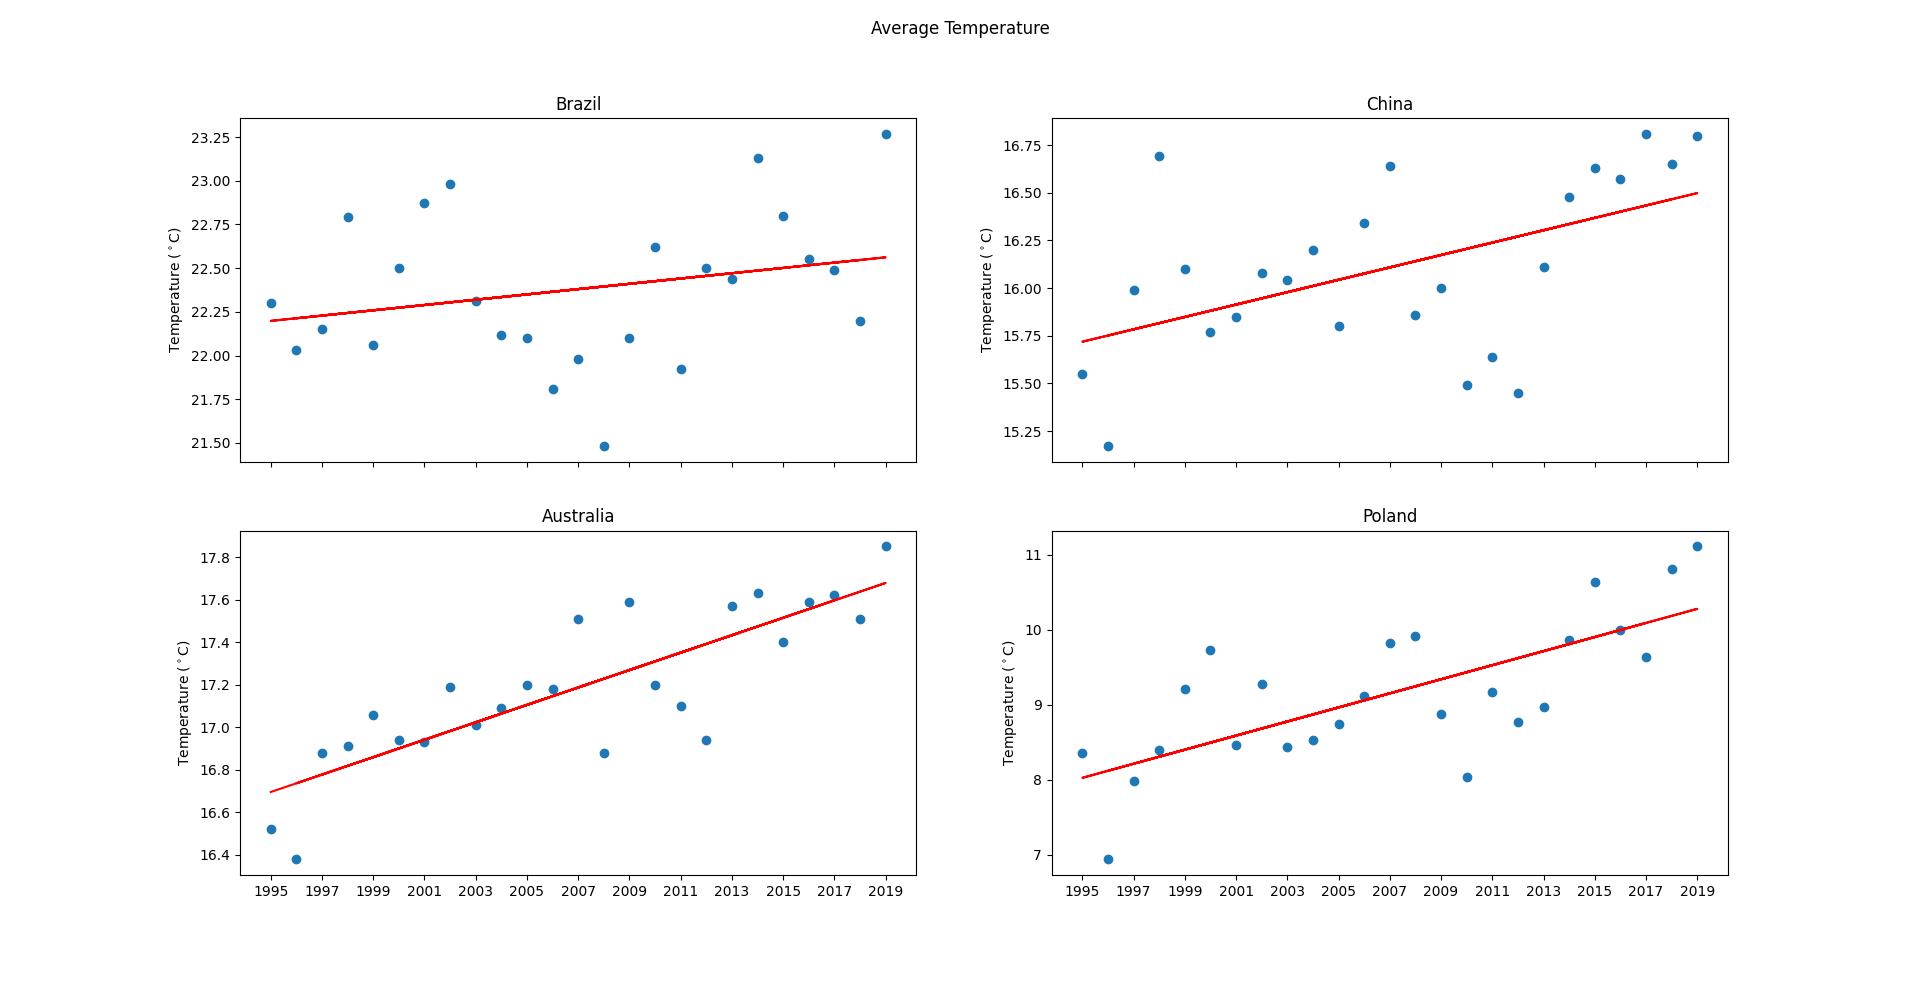 Average Temperature
Brazil
23.25
23.00
22.75
22.50
22.25
22.00
21.75
21.50
Temperature (°C)
China
16.75
16.50
16.25
16.00
15.75
15.50
15.25
Temperature (°C)
Australia
17.8
17.6
17.4
17.2
17.0
16.8
16.6
16.4
Temperature (°C)
1995 1997 1999 2001 2003 2005 2007 2009 2011 2013 2015 2017 2019
Poland
11
10
9
8
7
Temperature (°C)
1995 1997 1999 2001 2003 2005 2007 2009 2011 2013 2015 2017 2019